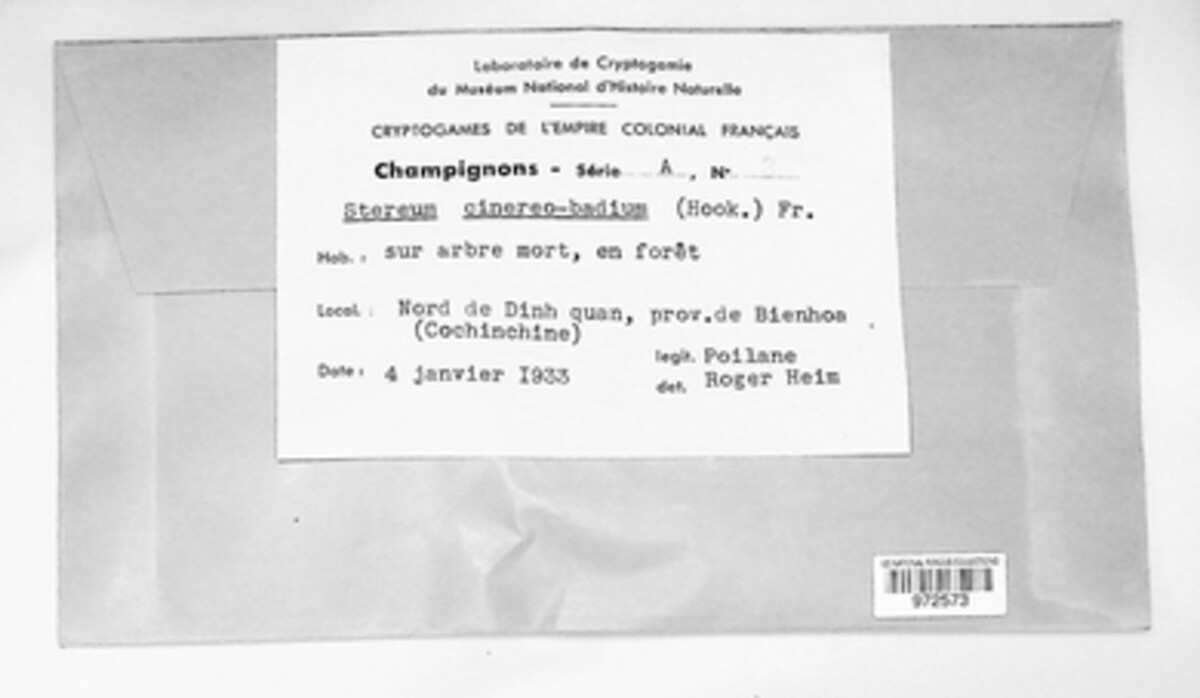 Laboratoire de Cryptogamie
du Muséum National d'Histoire Naturelle
CRYPTOGAMES DE L'EMPIRE COLONIAL FRANÇAIS
Champignons - Série A, N°
Stereum cinereo-badium (Hook.) Fr.
Hab. : sur arbre mort, en forêt
Local. : Nord de Dinh quan, prov.de Bienhoa
(Cochinchine)
legit. Poilane
Date : 4 janvier I933
det. Roger Heim
972573